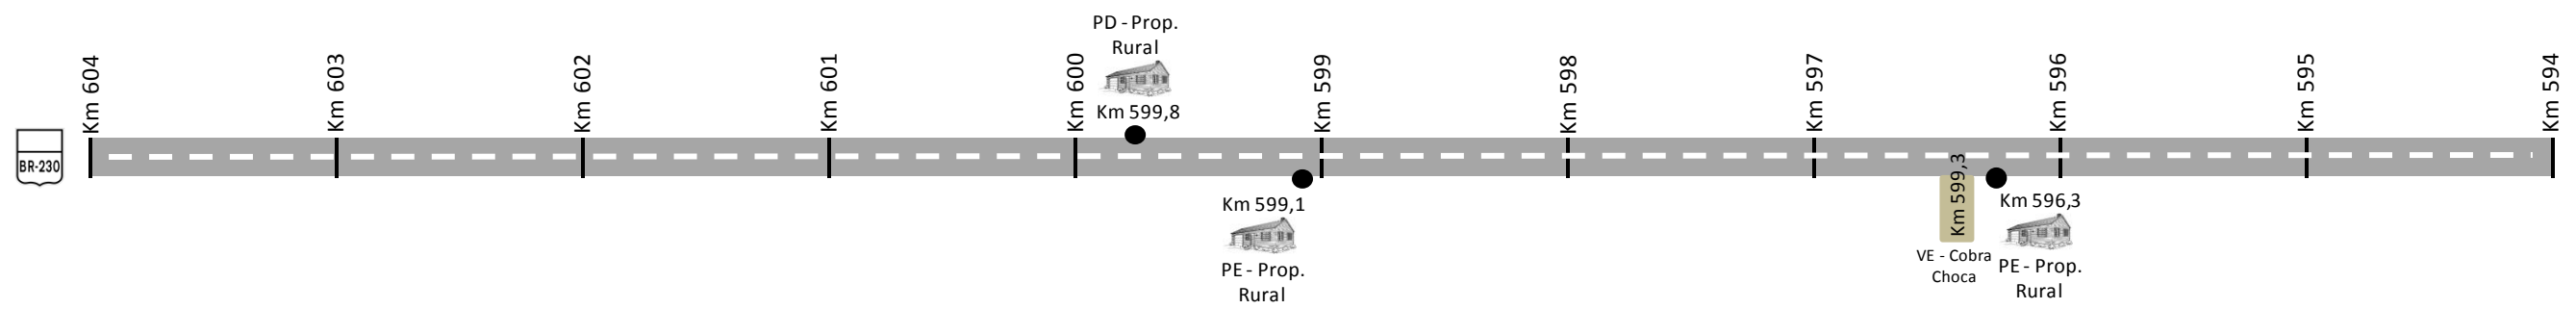 PD - Prop.
Rural
Km 599,8
Km 604
Km 603
Km 602
Km 601
Km 600
Km 599
Km 598
Km 597
Km 596
Km 595
Km 594
BR-230
Km 599,1
PE - Prop.
Rural
Km 599,3
VE - Cobra
Choca
Km 596,3
PE - Prop.
Rural